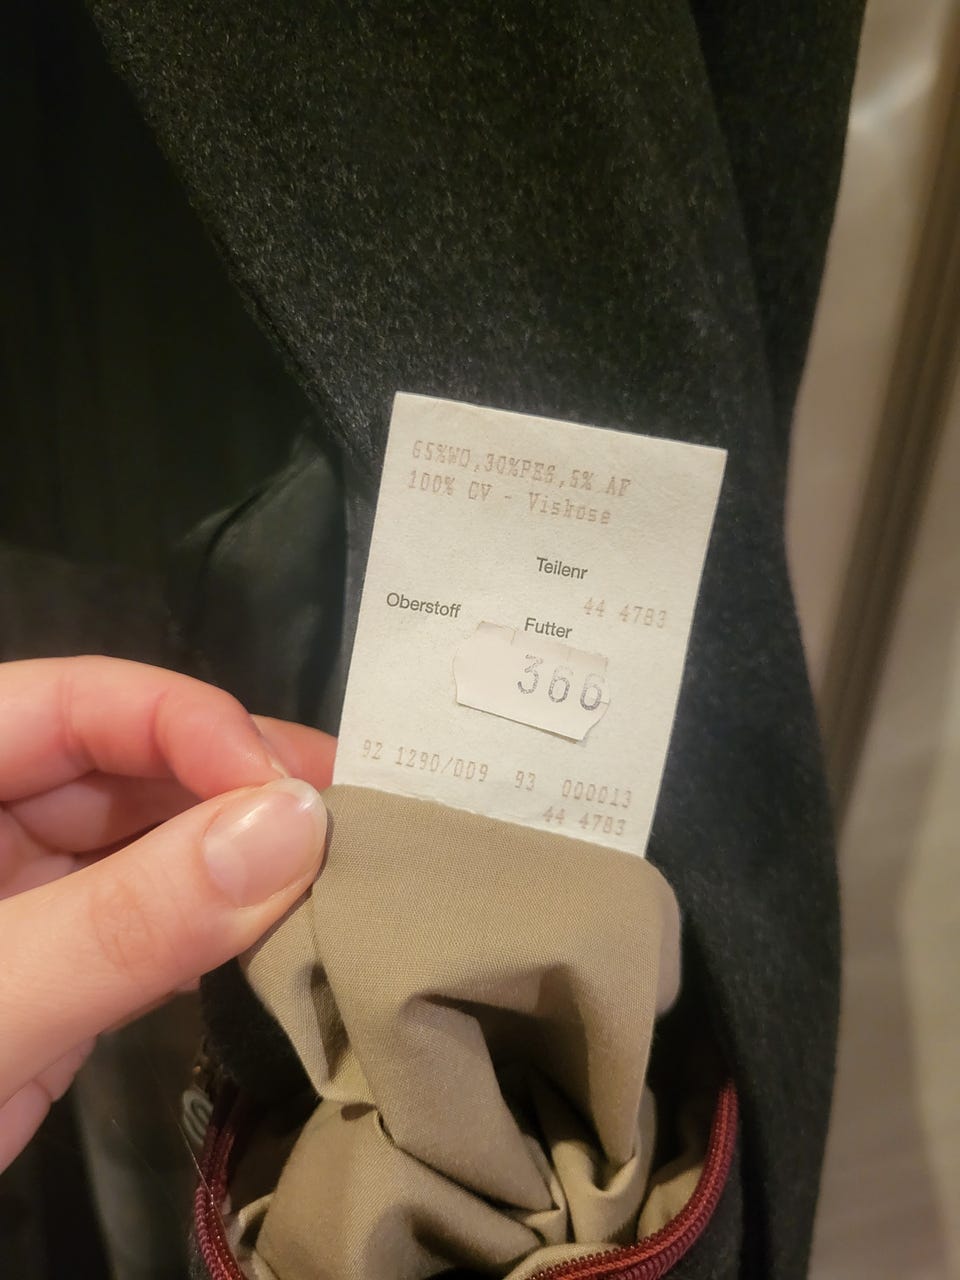 65%WO,30%PES,5% AF
100% CV - Viskose
Teilenr
44 4783
Oberstoff
Futter
366
92 1290/009 93 000013
44 4783